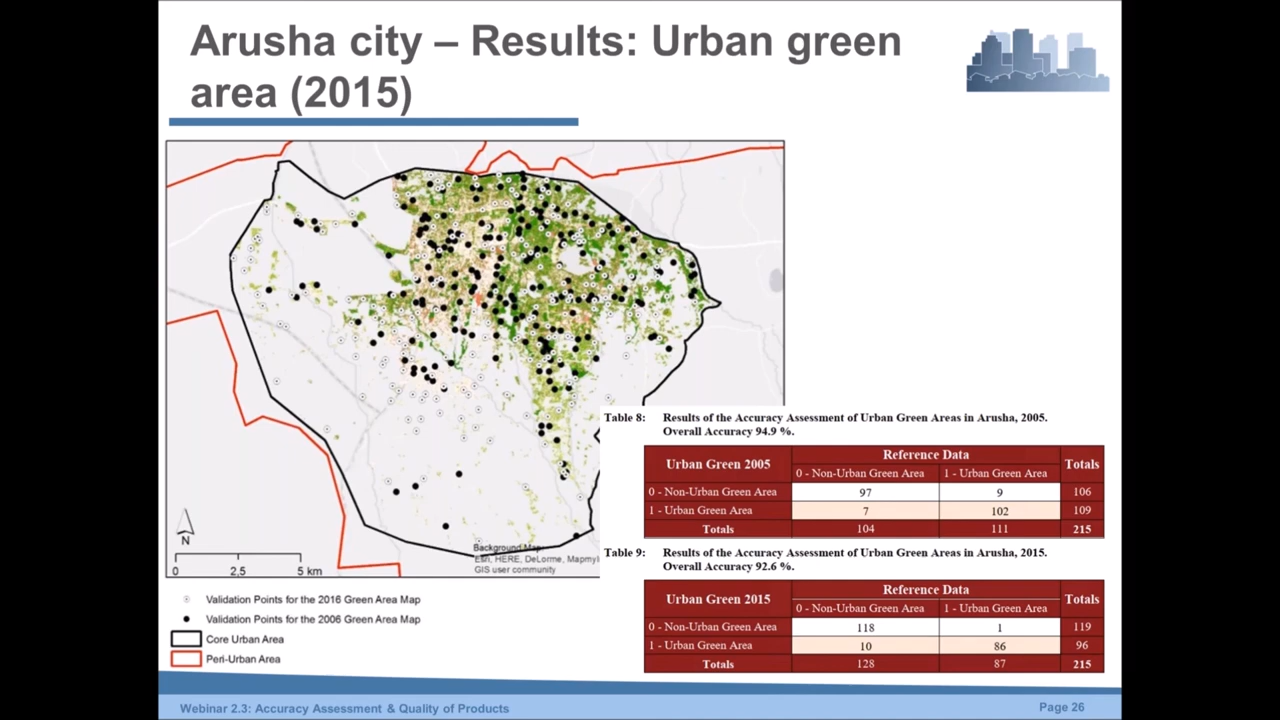 Arusha city – Results: Urban green
area (2015)
N
0 2,5 5 km
Background Map:
Esri, HERE, DeLorme, Mapmyl
GIS user community
Validation Points for the 2016 Green Area Map
Validation Points for the 2006 Green Area Map
Core Urban Area
Peri-Urban Area
Table 8: Results of the Accuracy Assessment of Urban Green Areas in Arusha, 2005.
Overall Accuracy 94.9 %.
Urban Green 2005 Reference Data Totals
0 - Non-Urban Green Area 1 - Urban Green Area
0 - Non-Urban Green Area 97 9 106
1 - Urban Green Area 7 102 109
Totals 104 111 215
Table 9: Results of the Accuracy Assessment of Urban Green Areas in Arusha, 2015.
Overall Accuracy 92.6 %.
Urban Green 2015 Reference Data Totals
0 - Non-Urban Green Area 1 - Urban Green Area
0 - Non-Urban Green Area 118 1 119
1 - Urban Green Area 10 86 96
Totals 128 87 215
Webinar 2.3: Accuracy Assessment & Quality of Products
Page 26